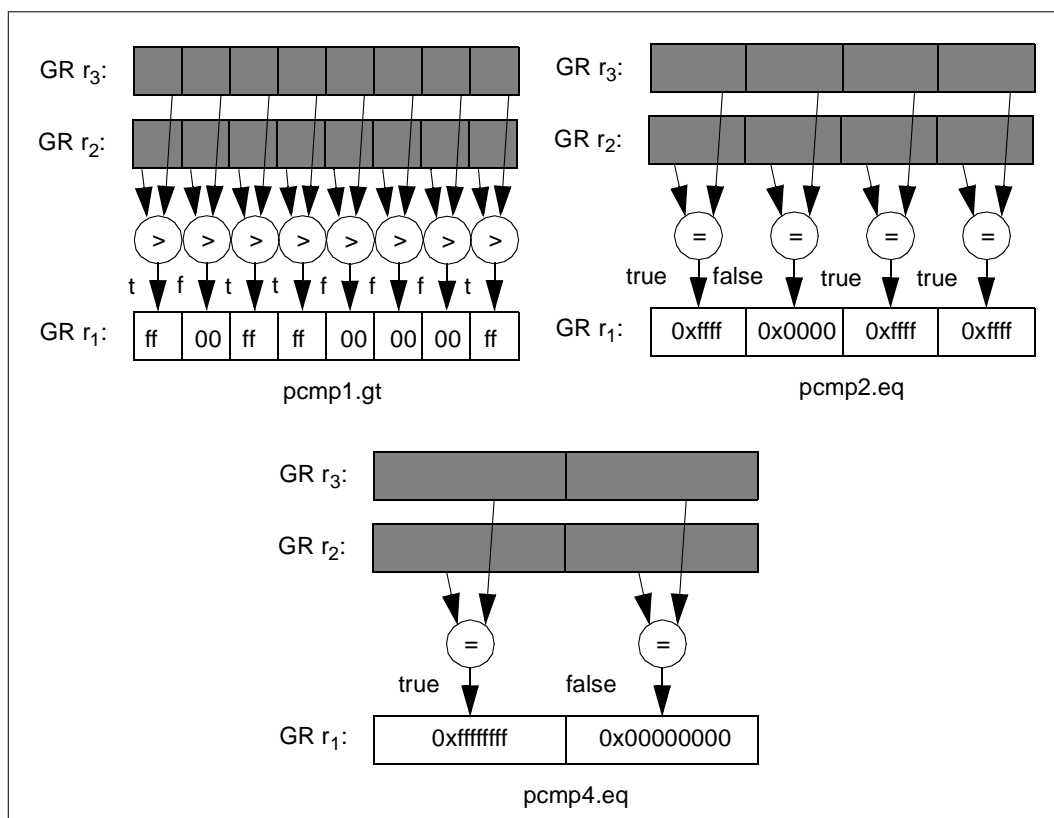 GR r3:
GR r2:
> > > > > > > >
t f t t f f f t
GR r1: ff 00 ff ff 00 00 00 ff
pcmp1.gt
GR r3:
GR r2:
= = = =
true false true true
GR r1: 0xffff 0x0000 0xffff 0xffff
pcmp2.eq
GR r3:
GR r2:
= =
true false
GR r1: 0xffffffff 0x00000000
pcmp4.eq